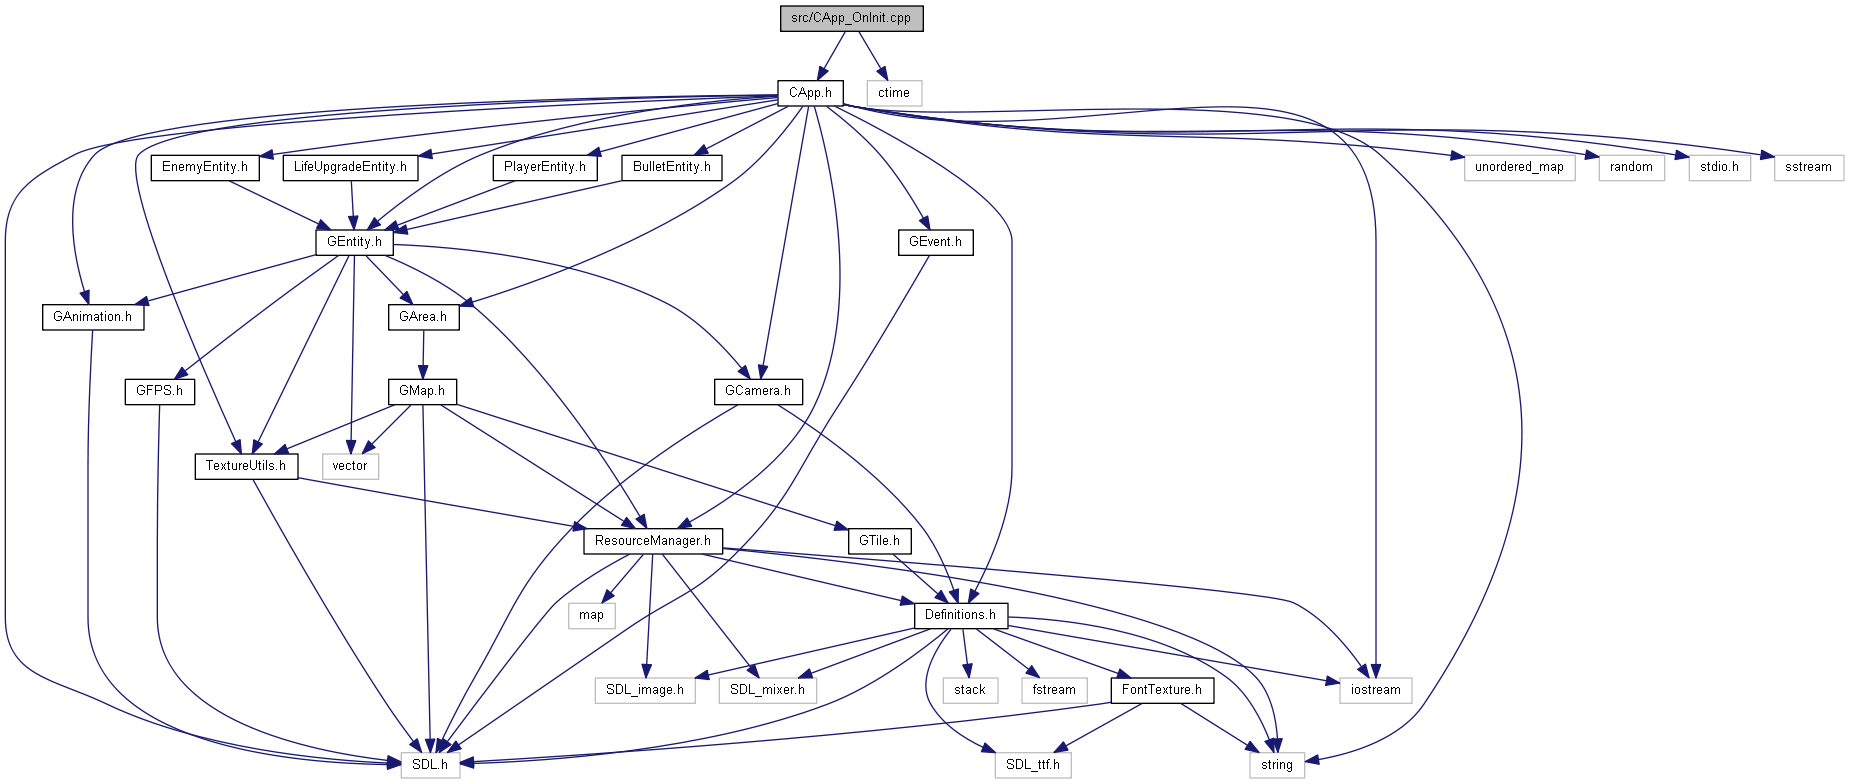 src/CApp_OnInit.cpp
CApp.h
ctime
EnemyEntity.h
LifeUpgradeEntity.h
PlayerEntity.h
BulletEntity.h
unordered_map
random
stdio.h
sstream
GEntity.h
GEvent.h
GAnimation.h
GArea.h
GFPS.h
GMap.h
GCamera.h
TextureUtils.h
vector
ResourceManager.h
GTile.h
map
Definitions.h
SDL_image.h
SDL_mixer.h
stack
fstream
FontTexture.h
iostream
SDL.h
SDL_ttf.h
string